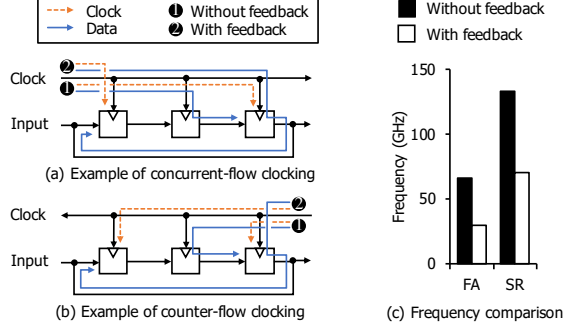 Clock
Data
❶ Without feedback
❷ With feedback
❷
Clock
❶
Input
(a) Example of concurrent-flow clocking
❷
Clock
❶
Input
(b) Example of counter-flow clocking
Without feedback
With feedback
Frequency (GHz)
150
100
50
0
FA SR
(c) Frequency comparison